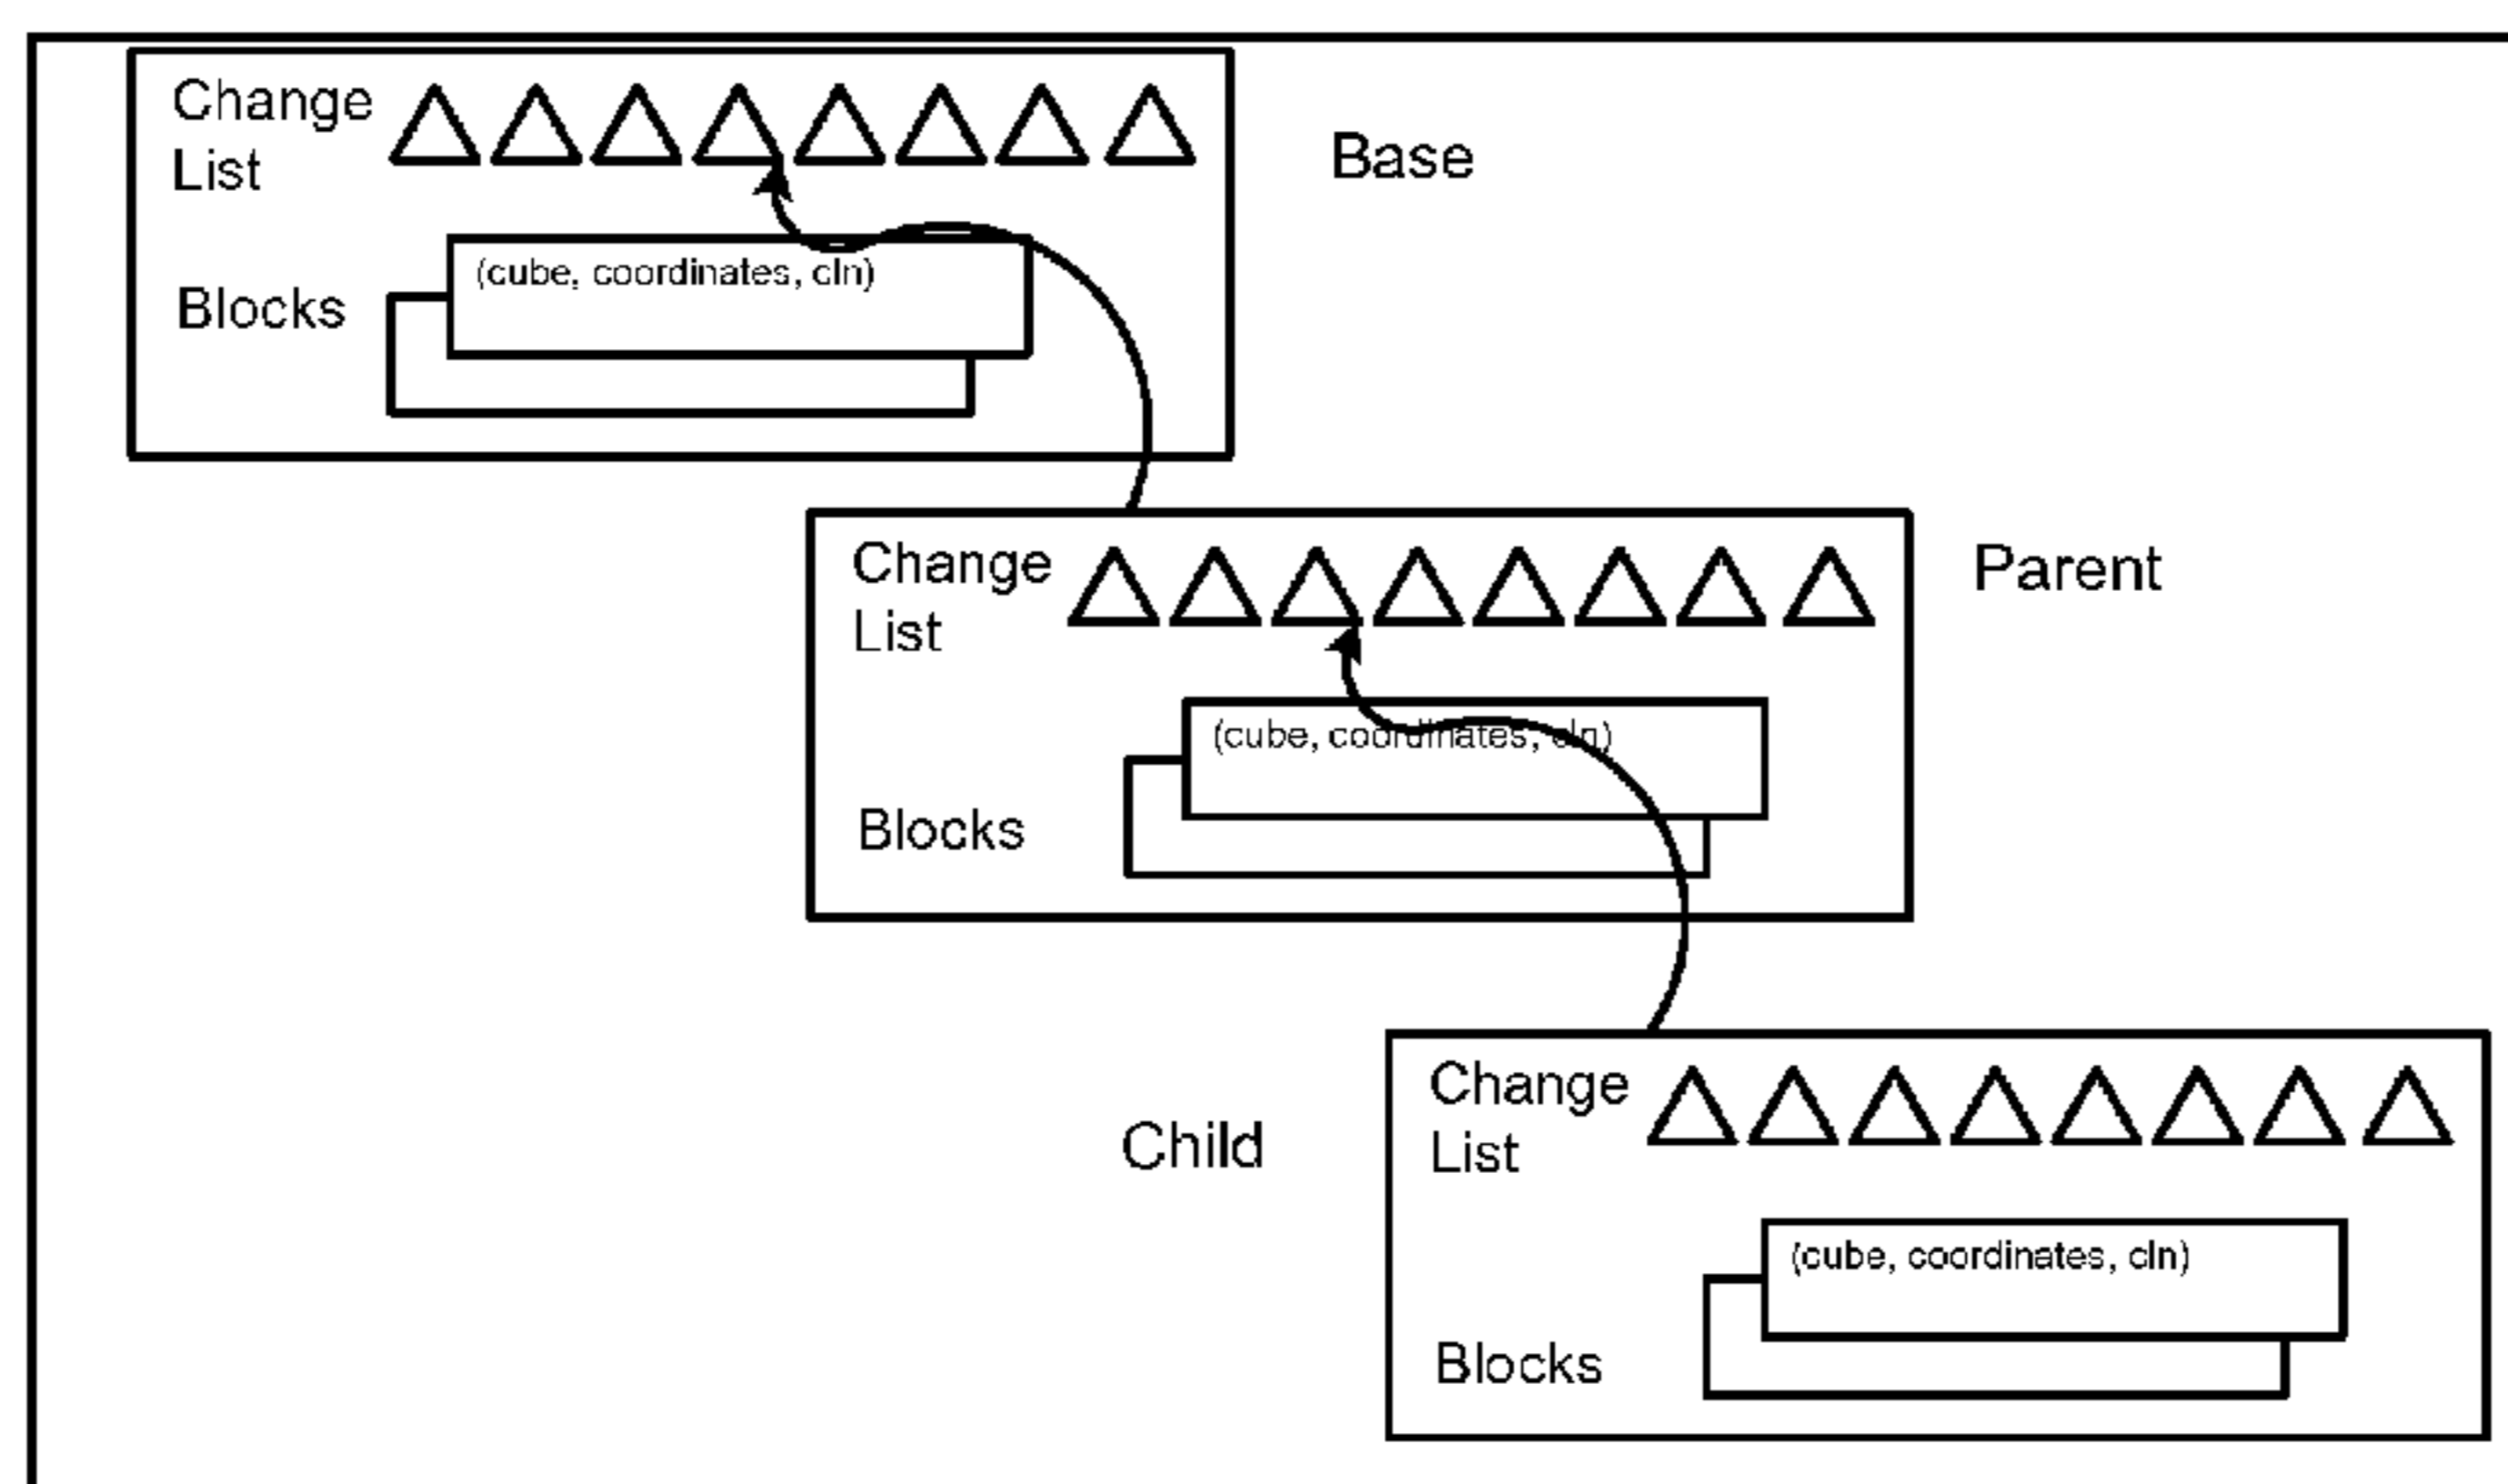 Change
List
(cube, coordinates, cln)
Blocks
Base
Change
List
(cube, coordinates, cln)
Blocks
Parent
Child
Change
List
(cube, coordinates, cln)
Blocks